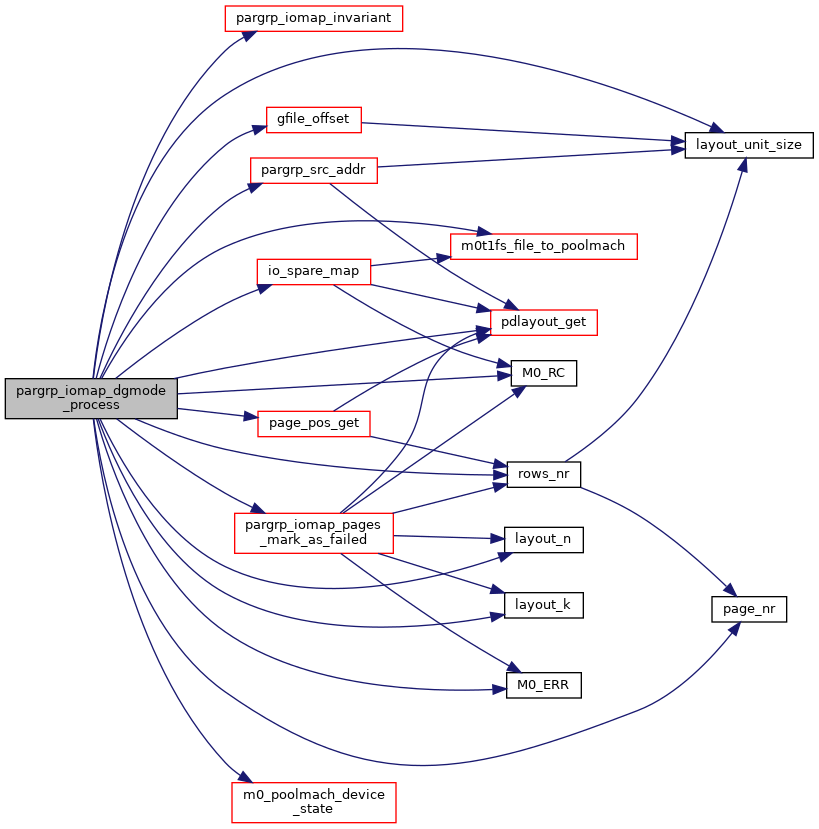 pargrp_iomap_invariant
gfile_offset
layout_unit_size
pargrp_src_addr
m0t1fs_file_to_poolmach
io_spare_map
pdlayout_get
M0_RC
pargrp_iomap_dgmode
_process
page_pos_get
rows_nr
pargrp_iomap_pages
_mark_as_failed
layout_n
layout_k
page_nr
M0_ERR
m0_poolmach_device
_state